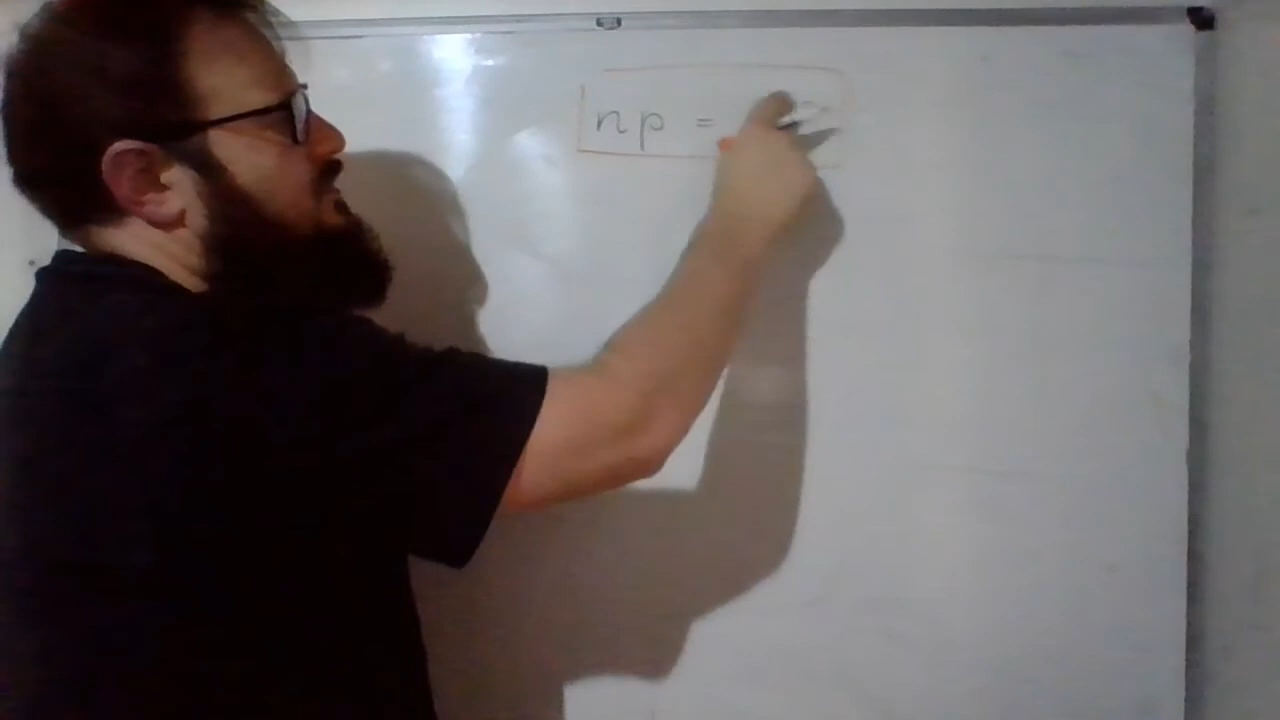 np =